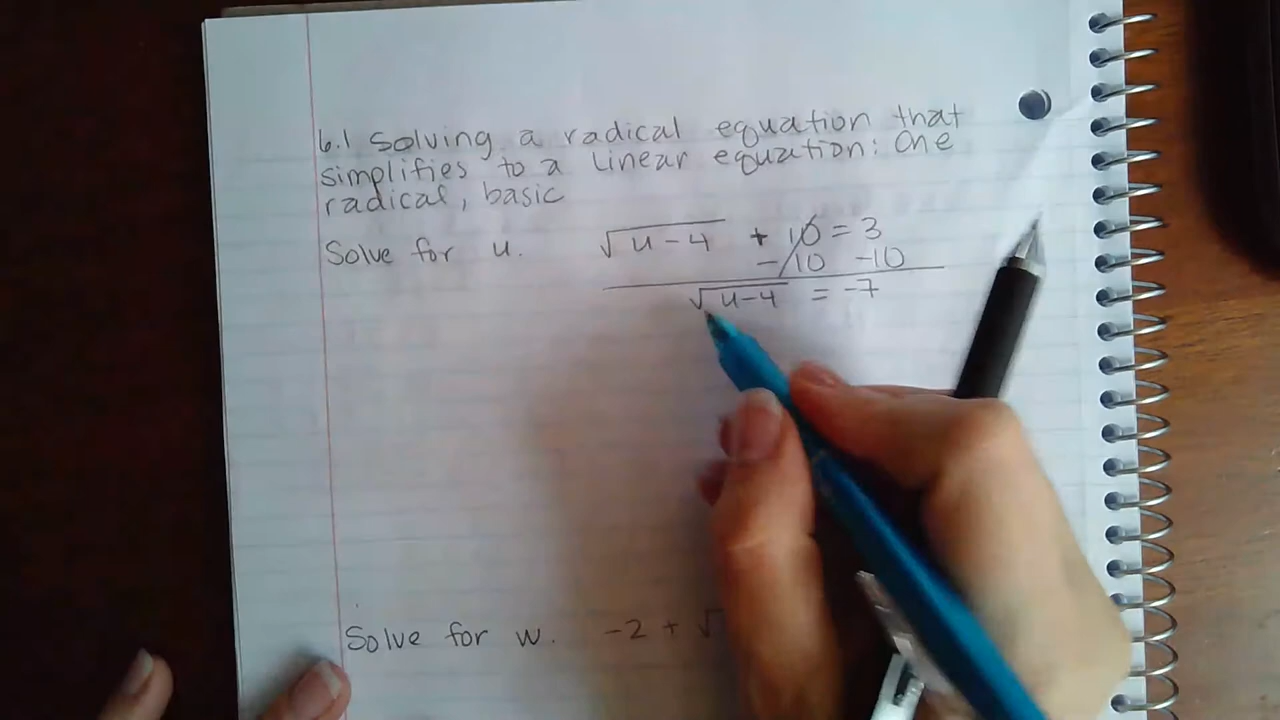 6.1 Solving a radical equation that
simplifies to a linear equation: One
radical, basic
Solve for u. √u-4 + 10 = 3
-10 -10
√u-4 = -7
Solve for w. -2 + √